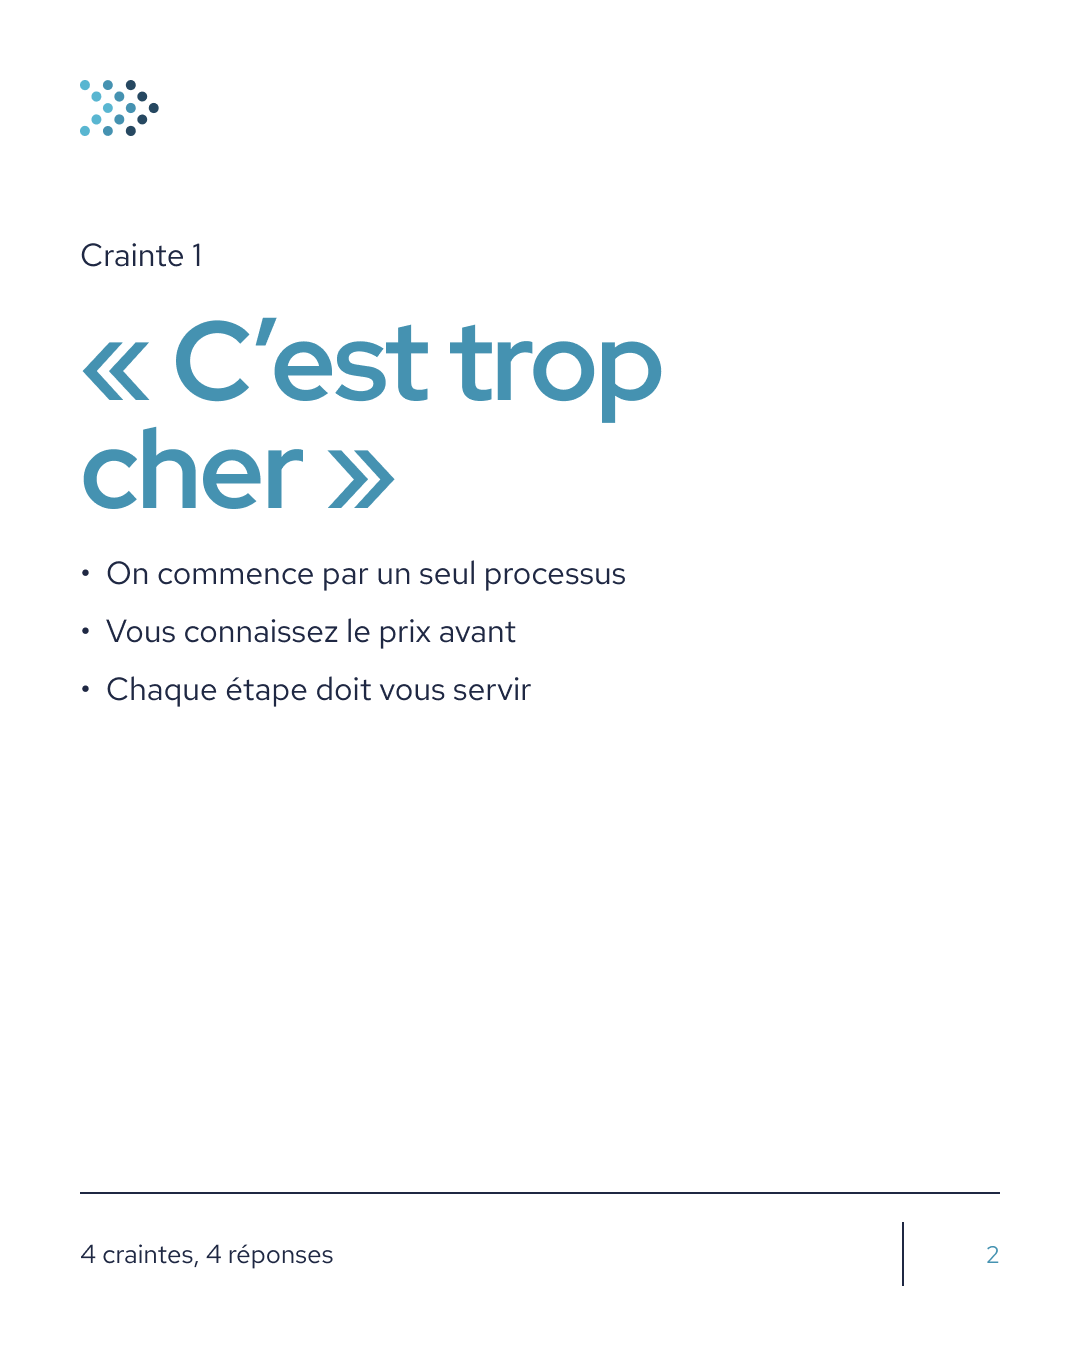 Crainte 1
« C’est trop
cher »
• On commence par un seul processus
• Vous connaissez le prix avant
• Chaque étape doit vous servir
4 craintes, 4 réponses
2